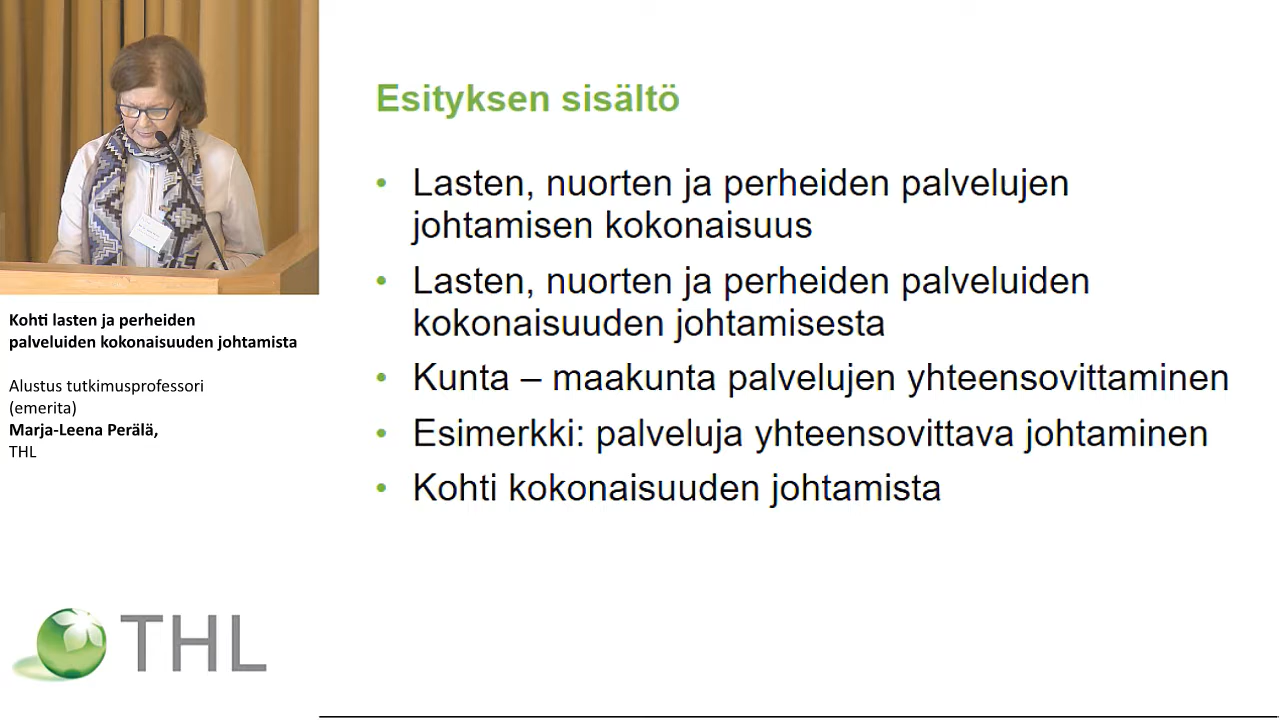 Esityksen sisältö
• Lasten, nuorten ja perheiden palvelujen
johtamisen kokonaisuus
• Lasten, nuorten ja perheiden palveluiden
kokonaisuuden johtamisesta
• Kunta – maakunta palvelujen yhteensovittaminen
• Esimerkki: palveluja yhteensovittava johtaminen
• Kohti kokonaisuuden johtamista
Kohti lasten ja perheiden
palveluiden kokonaisuuden johtamista
Alustus tutkimusprofessori
(emerita)
Marja-Leena Perälä,
THL
THL